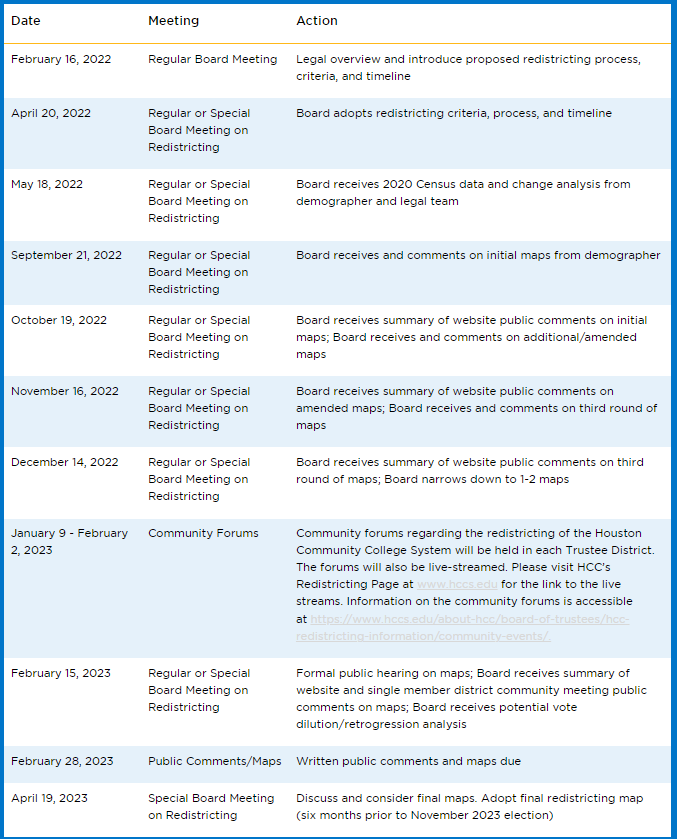 Date Meeting Action
February 16, 2022 Regular Board Meeting Legal overview and introduce proposed redistricting process,
criteria, and timeline
April 20, 2022 Regular or Special Board adopts redistricting criteria, process, and timeline
Board Meeting on
Redistricting
May 18, 2022 Regular or Special Board receives 2020 Census data and change analysis from
Board Meeting on demographer and legal team
Redistricting
September 21, 2022 Regular or Special Board receives and comments on initial maps from demographer
Board Meeting on
Redistricting
October 19, 2022 Regular or Special Board receives summary of website public comments on initial
Board Meeting on maps; Board receives and comments on additional/amended
Redistricting maps
November 16, 2022 Regular or Special Board receives summary of website public comments on
Board Meeting on amended maps; Board receives and comments on third round of
Redistricting maps
December 14, 2022 Regular or Special Board receives summary of website public comments on third
Board Meeting on round of maps; Board narrows down to 1-2 maps
Redistricting
January 9 - February Community Forums Community forums regarding the redistricting of the Houston
2, 2023 Community College System will be held in each Trustee District.
The forums will also be live-streamed. Please visit HCC's
Redistricting Page at www.hccs.edu for the link to the live
streams. Information on the community forums is accessible
at https://www.hccs.edu/about-hcc/board-of-trustees/hcc-
redistricting-information/community-events/.
February 15, 2023 Regular or Special Formal public hearing on maps; Board receives summary of
Board Meeting on website and single member district community meeting public
Redistricting comments on maps; Board receives potential vote
dilution/retrogression analysis
February 28, 2023 Public Comments/Maps Written public comments and maps due
April 19, 2023 Special Board Meeting Discuss and consider final maps. Adopt final redistricting map
on Redistricting (six months prior to November 2023 election)